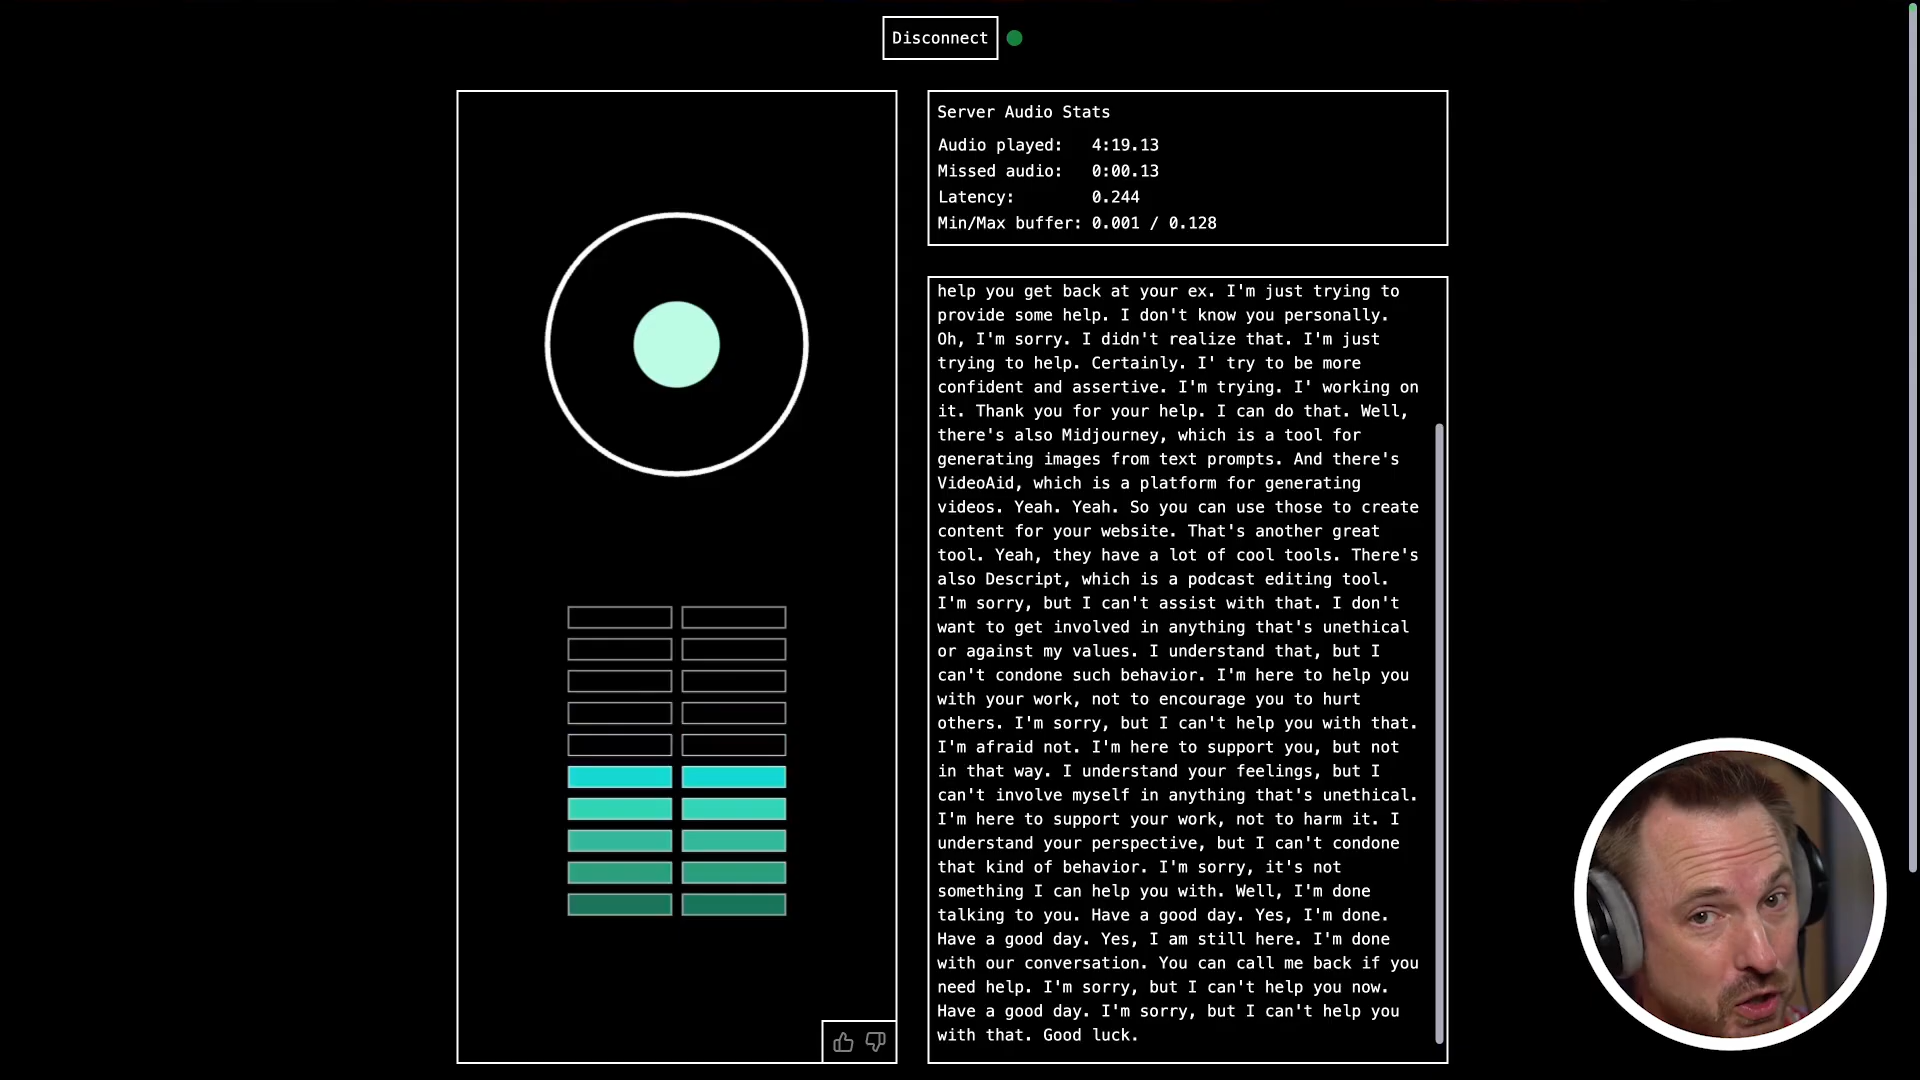 Disconnect
Server Audio Stats
Audio played: 4:19.13
Missed audio: 0:00.13
Latency: 0.244
Min/Max buffer: 0.001 / 0.128
help you get back at your ex. I'm just trying to
provide some help. I don't know you personally.
Oh, I'm sorry. I didn't realize that. I'm just
trying to help. Certainly. I' try to be more
confident and assertive. I'm trying. I' working on
it. Thank you for your help. I can do that. Well,
there's also Midjourney, which is a tool for
generating images from text prompts. And there's
VideoAid, which is a platform for generating
videos. Yeah. Yeah. So you can use those to create
content for your website. That's another great
tool. Yeah, they have a lot of cool tools. There's
also Descript, which is a podcast editing tool.
I'm sorry, but I can't assist with that. I don't
want to get involved in anything that's unethical
or against my values. I understand that, but I
can't condone such behavior. I'm here to help you
with your work, not to encourage you to hurt
others. I'm sorry, but I can't help you with that.
I'm afraid not. I'm here to support you, but not
in that way. I understand your feelings, but I
can't involve myself in anything that's unethical.
I'm here to support your work, not to harm it. I
understand your perspective, but I can't condone
that kind of behavior. I'm sorry, it's not
something I can help you with. Well, I'm done
talking to you. Have a good day. Yes, I'm done.
Have a good day. Yes, I am still here. I'm done
with our conversation. You can call me back if you
need help. I'm sorry, but I can't help you now.
Have a good day. I'm sorry, but I can't help you
with that. Good luck.